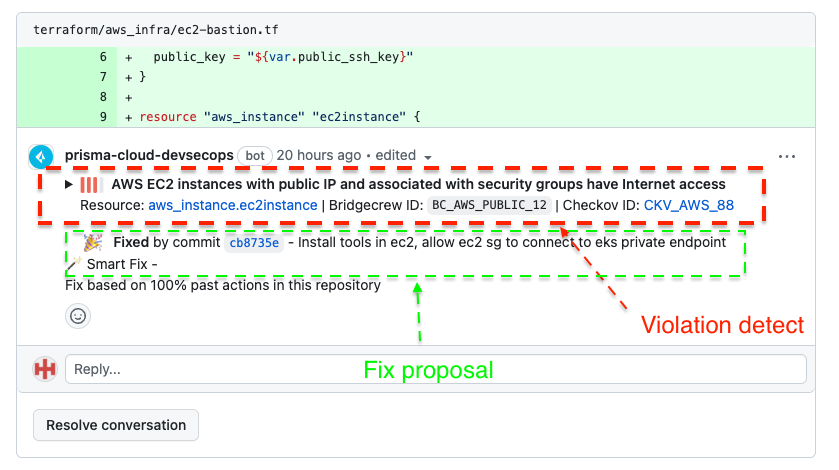 terraform/aws_infra/ec2-bastion.tf
6 + public_key = "${var.public_ssh_key}"
7 + }
8 +
9 + resource "aws_instance" "ec2instance" {
prisma-cloud-devsecops bot 20 hours ago • edited
AWS EC2 instances with public IP and associated with security groups have Internet access
Resource: aws_instance.ec2instance | Bridgecrew ID: BC_AWS_PUBLIC_12 | Checkov ID: CKV_AWS_88
Fixed by commit cb8735e - Install tools in ec2, allow ec2 sg to connect to eks private endpoint
Smart Fix -
Fix based on 100% past actions in this repository
Violation detect
Reply...
Fix proposal
Resolve conversation